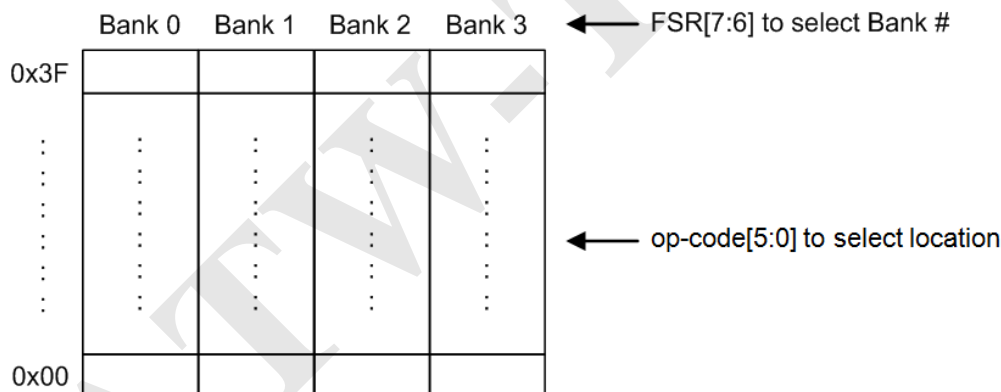 Bank 0 Bank 1 Bank 2 Bank 3 FSR[7:6] to select Bank #
0x3F
op-code[5:0] to select location
0x00